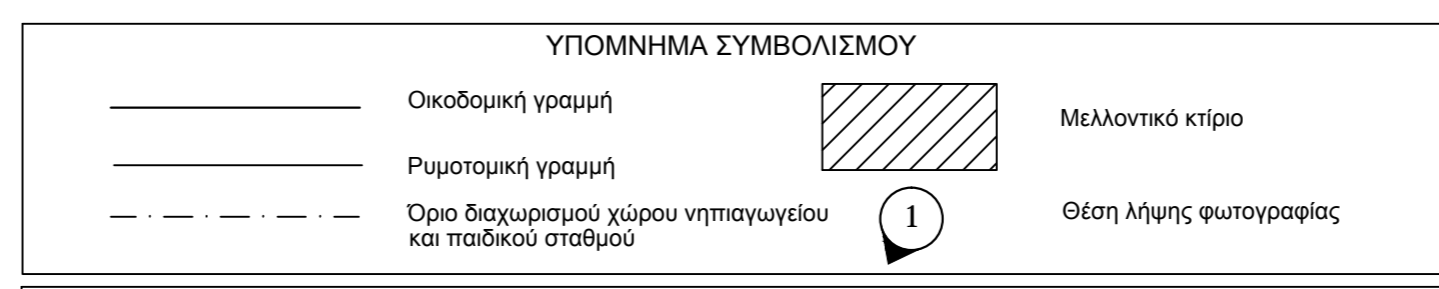 ΥΠΟΜΝΗΜΑ ΣΥΜΒΟΛΙΣΜΟΥ
Οικοδομική γραμμή
Ρυμοτομική γραμμή
Όριο διαχωρισμού χώρου νηπιαγωγείου
και παιδικού σταθμού
Μελλοντικό κτίριο
1
Θέση λήψης φωτογραφίας